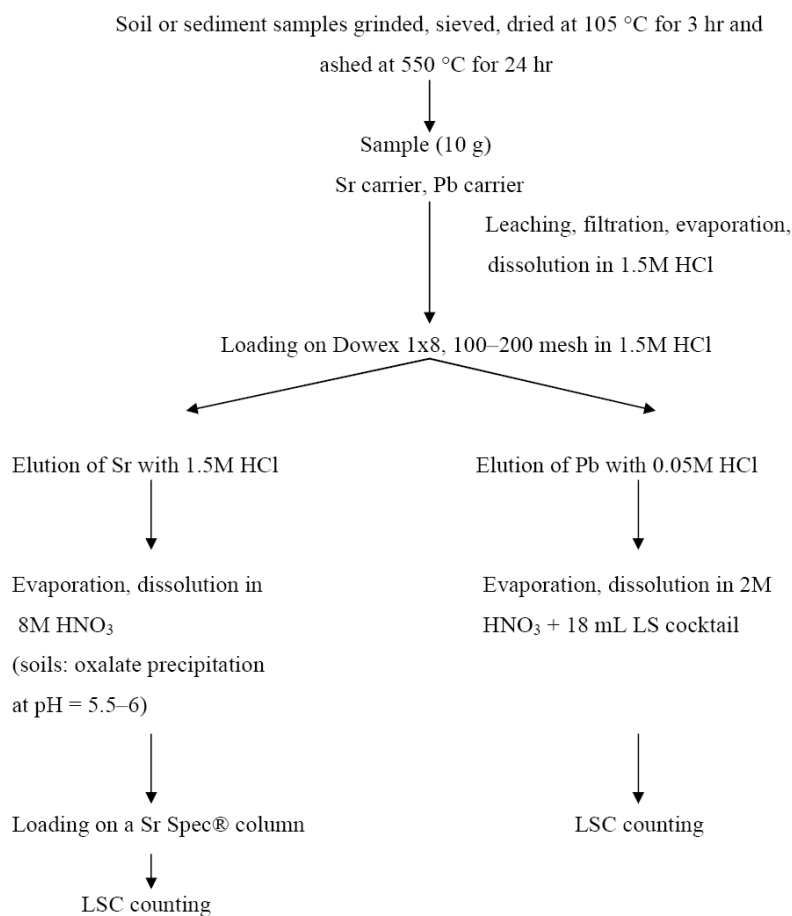 Soil or sediment samples grinded, sieved, dried at 105 °C for 3 hr and
ashed at 550 °C for 24 hr
Sample (10 g)
Sr carrier, Pb carrier
Leaching, filtration, evaporation,
dissolution in 1.5M HCl
Loading on Dowex 1x8, 100–200 mesh in 1.5M HCl
Elution of Sr with 1.5M HCl
Evaporation, dissolution in
8M HNO₃
(soils: oxalate precipitation
at pH = 5.5–6)
Loading on a Sr Spec® column
LSC counting
Elution of Pb with 0.05M HCl
Evaporation, dissolution in 2M
HNO₃ + 18 mL LS cocktail
LSC counting